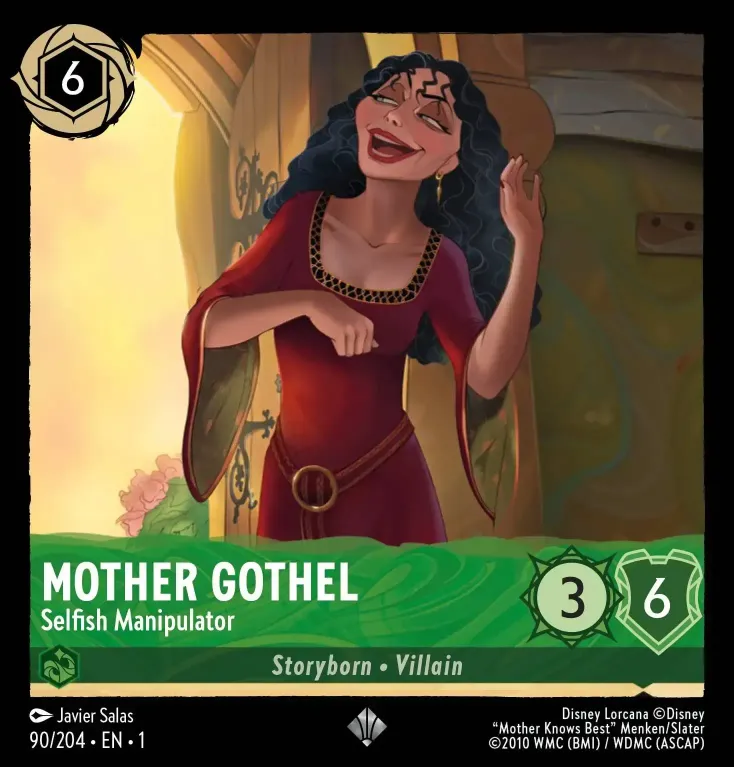 6
MOTHER GOTHEL
Selfish Manipulator
3
6
Storyborn • Villain
Javier Salas
90/204 • EN • 1
Disney Lorcana ©Disney
“Mother Knows Best” Menken/Slater
©2010 WMC (BMI) / WDMC (ASCAP)